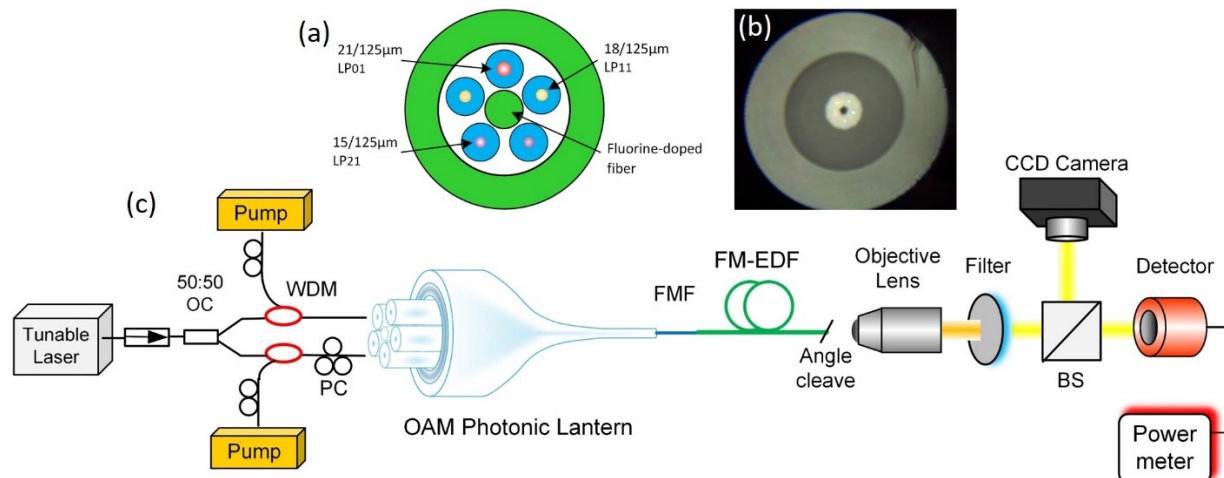 (a)
21/125μm
LP01
18/125μm
LP11
15/125μm
LP21
Fluorine-doped
fiber
(b)
(c)
Pump
50:50
OC
WDM
Tunable
Laser
PC
Pump
OAM Photonic Lantern
FMF
FM-EDF
Angle
cleave
Objective
Lens
Filter
CCD Camera
BS
Detector
Power
meter